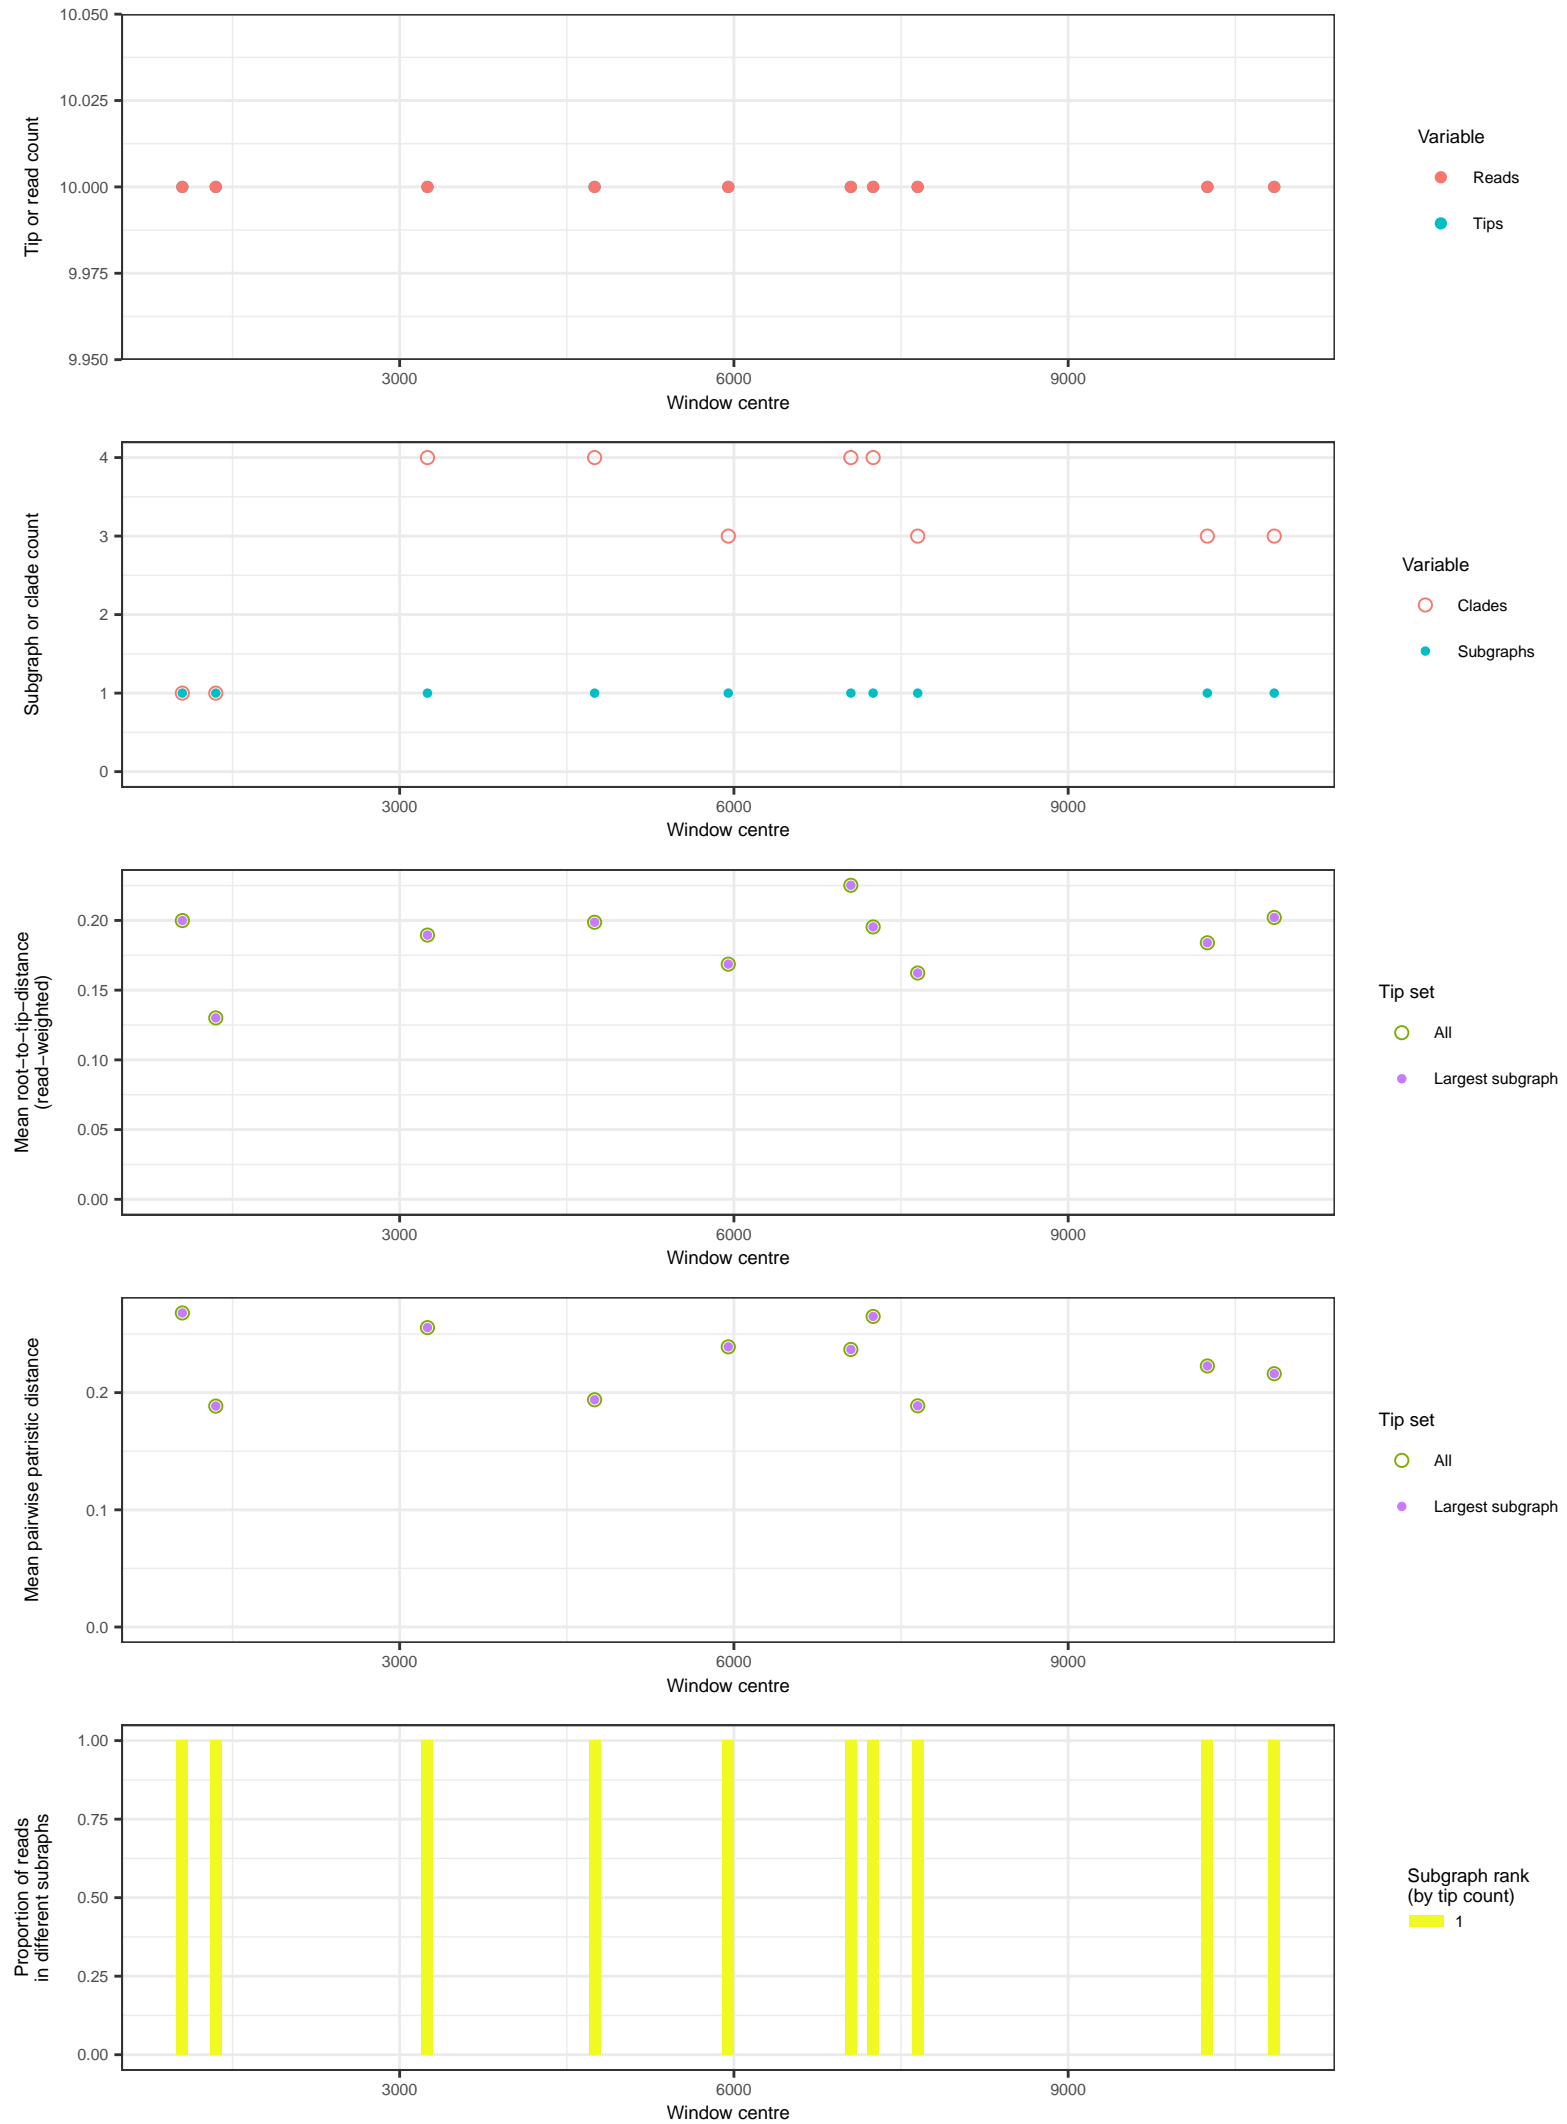 10.050
10.025
10.000
9.975
9.950
Tip or read count
3000
6000
9000
Window centre
Variable
Reads
Tips
4
3
2
1
0
Subgraph or clade count
3000
6000
9000
Window centre
Variable
Clades
Subgraphs
0.20
0.15
0.10
0.05
0.00
Mean root−to−tip−distance
(read−weighted)
3000
6000
9000
Window centre
Tip set
All
Largest subgraph
0.2
0.1
0.0
Mean pairwise patristic distance
3000
6000
9000
Window centre
Tip set
All
Largest subgraph
1.00
0.75
0.50
0.25
0.00
Proportion of reads
in different subraphs
3000
6000
9000
Window centre
Subgraph rank
(by tip count)
1